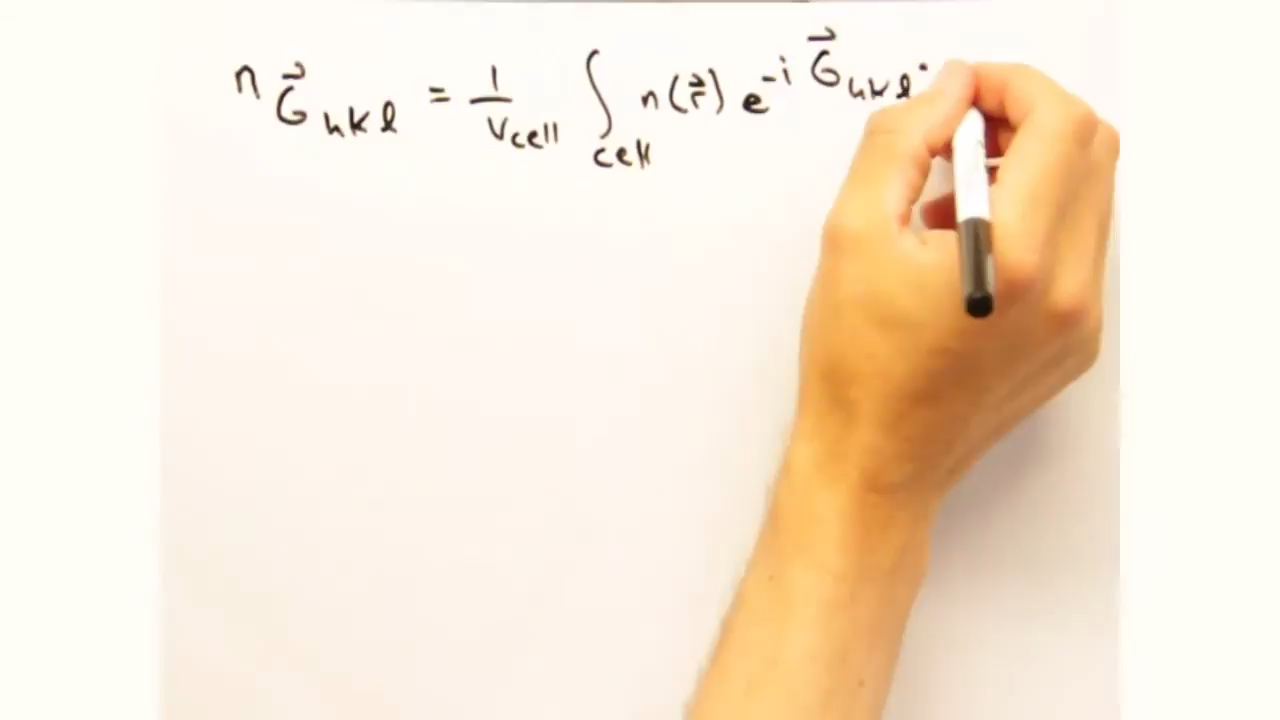 n G⃗ hkl = 1/Vcell ∫cell n(r⃗) e^-i G⃗hkl·